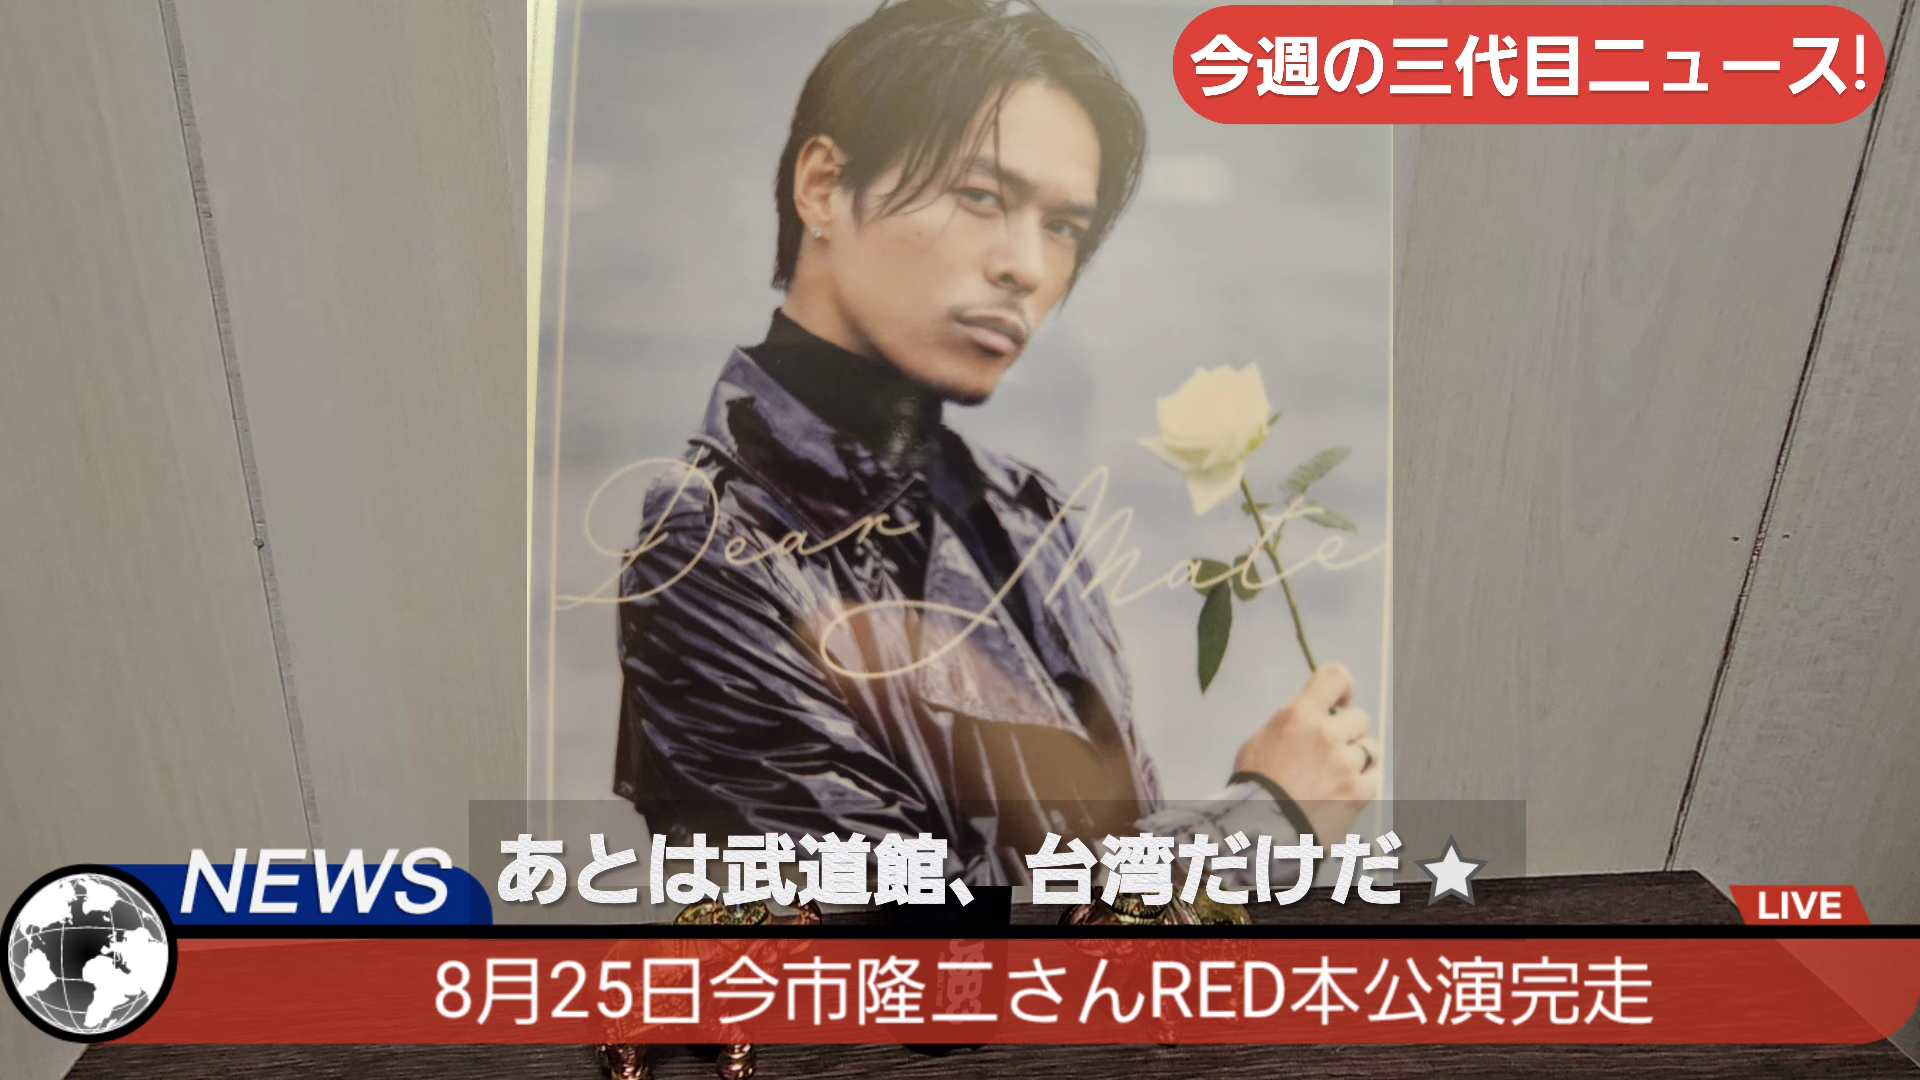 今週の三代目ニュース!
Dear Mate
NEWS
あとは武道館、台湾だけだ★
LIVE
8月25日今市隆二さんRED本公演完走